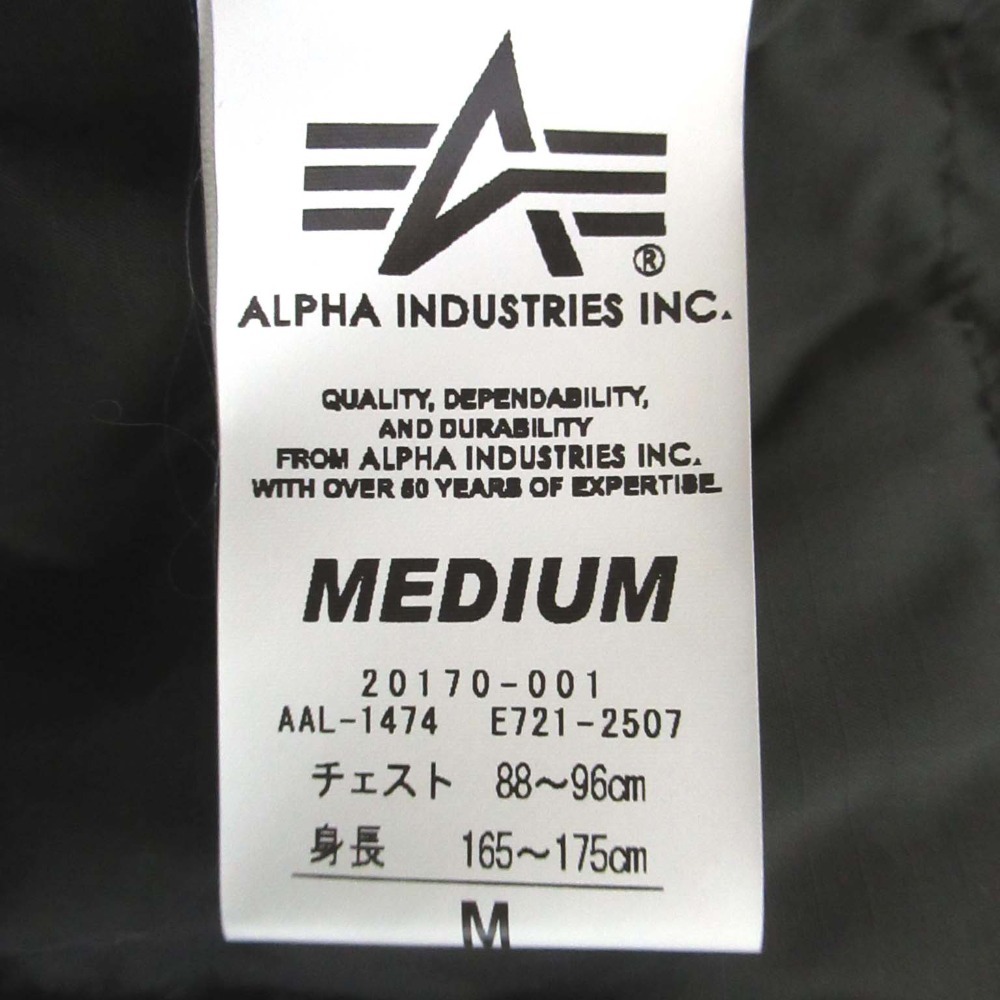 ®
ALPHA INDUSTRIES INC.
QUALITY, DEPENDABILITY,
AND DURABILITY
FROM ALPHA INDUSTRIES INC.
WITH OVER 50 YEARS OF EXPERTISE.
MEDIUM
20170-001
AAL-1474 E721-2507
チェスト 88～96cm
身長 165～175cm
M